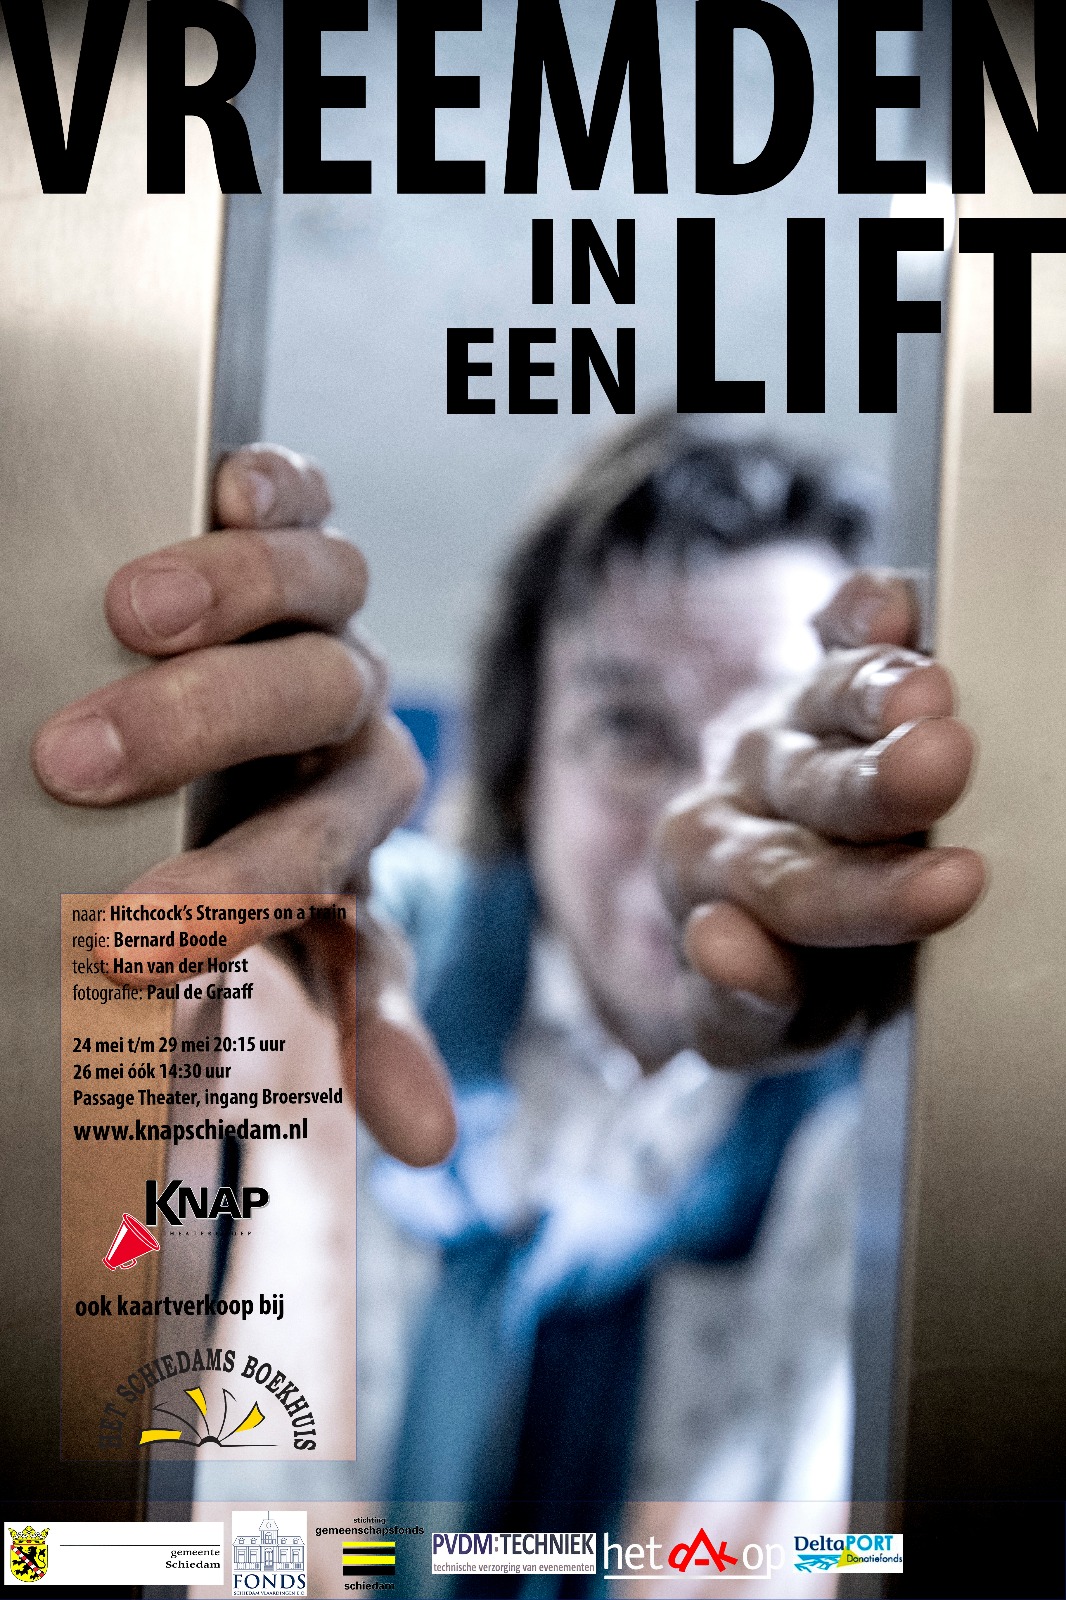 VREEMDEN
IN
EEN LIFT
naar: Hitchcock's Strangers on a train
regie: Bernard Boode
tekst: Han van der Horst
fotografie: Paul de Graaff
24 mei t/m 29 mei 20:15 uur
26 mei óók 14:30 uur
Passage Theater, ingang Broersveld
www.knapschiedam.nl
KNAP
ook kaartverkoop bij
HET SCHIEDAMS BOEKHUIS
gemeente
Schiedam
FONDS
SCHIEDAM VLAARDINGEN E.O.
stichting
gemeenschapsfonds
schiedam
PVDM:TECHNIEK
technische verzorging van evenementen
het dak op
DeltaPORT
Donatiefonds